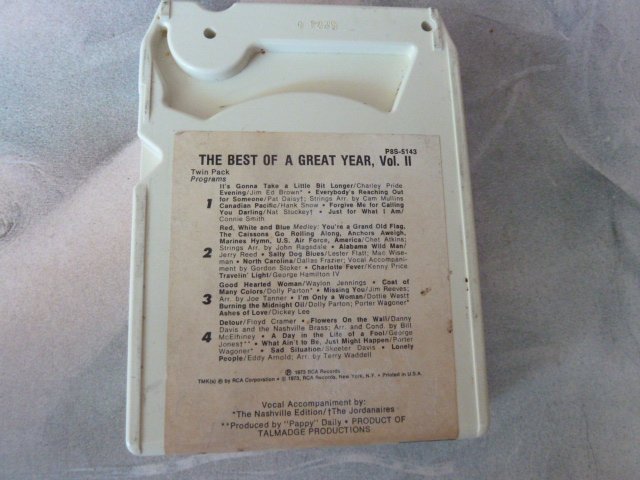 P8S-5143
THE BEST OF A GREAT YEAR, Vol. II
Twin Pack
Programs
1
It's Gonna Take a Little Bit Longer/Charley Pride
Evening/Jim Ed Brown* • Everybody's Reaching Out
for Someone/Pat Daisy†; Strings Arr. by Cam Mullins
Canadian Pacific/Hank Snow • Forgive Me for Calling
You Darling/Nat Stuckey† • Just for What I Am/
Connie Smith
2
Red, White and Blue Medley: You're a Grand Old Flag,
The Caissons Go Rolling Along, Anchors Aweigh,
Marines Hymn, U.S. Air Force, America/Chet Atkins;
Strings Arr. by John Ragsdale • Alabama Wild Man/
Jerry Reed • Salty Dog Blues/Lester Flatt; Mac Wise-
man • North Carolina/Dallas Frazier; Vocal Accompani-
ment by Gordon Stoker • Charlotte Fever/Kenny Price
Travelin' Light/George Hamilton IV
3
Good Hearted Woman/Waylon Jennings • Coat of
Many Colors/Dolly Parton* • Missing You/Jim Reeves;
Arr. by Joe Tanner • I'm Only a Woman/Dottie West†
Burning the Midnight Oil/Dolly Parton; Porter Wagoner*
Ashes of Love/Dickey Lee
4
Detour/Floyd Cramer • Flowers On the Wall/Danny
Davis and the Nashville Brass; Arr. and Cond. by Bill
McElhiney • A Day in the Life of a Fool/George
Jones†** • What Ain't to Be, Just Might Happen/Porter
Wagoner* • Sad Situation/Skeeter Davis • Lonely
People/Eddy Arnold; Arr. by Terry Waddell
℗ 1973 RCA Records
TMK(s) ® by RCA Corporation • © 1973, RCA Records, New York, N.Y. • Printed in U.S.A.
Vocal Accompaniment by:
*The Nashville Edition/†The Jordanaires
**Produced by "Pappy" Daily • PRODUCT OF
TALMADGE PRODUCTIONS